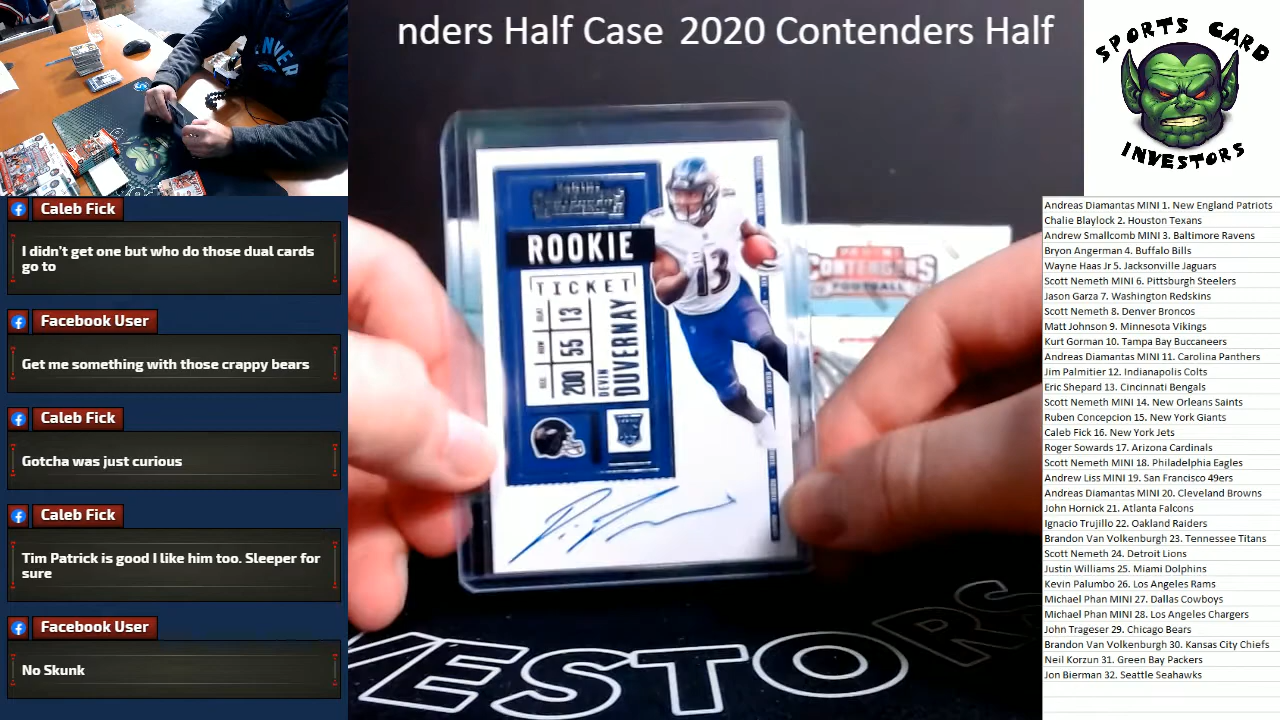 nders Half Case 2020 Contenders Half
SPORTS CARD
INVESTORS
Caleb Fick
I didn't get one but who do those dual cards
go to
Facebook User
Get me something with those crappy bears
Caleb Fick
Gotcha was just curious
Caleb Fick
Tim Patrick is good I like him too. Sleeper for
sure
Facebook User
No Skunk
CONTENDERS
ROOKIE
TICKET
SEC ROW SEAT
200 55 13
DEVIN
DUVERNAY
13
PANINI
CONTENDERS
FOOTBALL
VESTORS
DENVER
Andreas Diamantas MINI 1. New England Patriots
Chalie Blaylock 2. Houston Texans
Andrew Smallcomb MINI 3. Baltimore Ravens
Bryon Angerman 4. Buffalo Bills
Wayne Haas Jr 5. Jacksonville Jaguars
Scott Nemeth MINI 6. Pittsburgh Steelers
Jason Garza 7. Washington Redskins
Scott Nemeth 8. Denver Broncos
Matt Johnson 9. Minnesota Vikings
Kurt Gorman 10. Tampa Bay Buccaneers
Andreas Diamantas MINI 11. Carolina Panthers
Jim Palmitier 12. Indianapolis Colts
Eric Shepard 13. Cincinnati Bengals
Scott Nemeth MINI 14. New Orleans Saints
Ruben Concepcion 15. New York Giants
Caleb Fick 16. New York Jets
Roger Sowards 17. Arizona Cardinals
Scott Nemeth MINI 18. Philadelphia Eagles
Andrew Liss MINI 19. San Francisco 49ers
Andreas Diamantas MINI 20. Cleveland Browns
John Hornick 21. Atlanta Falcons
Ignacio Trujillo 22. Oakland Raiders
Brandon Van Volkenburgh 23. Tennessee Titans
Scott Nemeth 24. Detroit Lions
Justin Williams 25. Miami Dolphins
Kevin Palumbo 26. Los Angeles Rams
Michael Phan MINI 27. Dallas Cowboys
Michael Phan MINI 28. Los Angeles Chargers
John Trageser 29. Chicago Bears
Brandon Van Volkenburgh 30. Kansas City Chiefs
Neil Korzun 31. Green Bay Packers
Jon Bierman 32. Seattle Seahawks